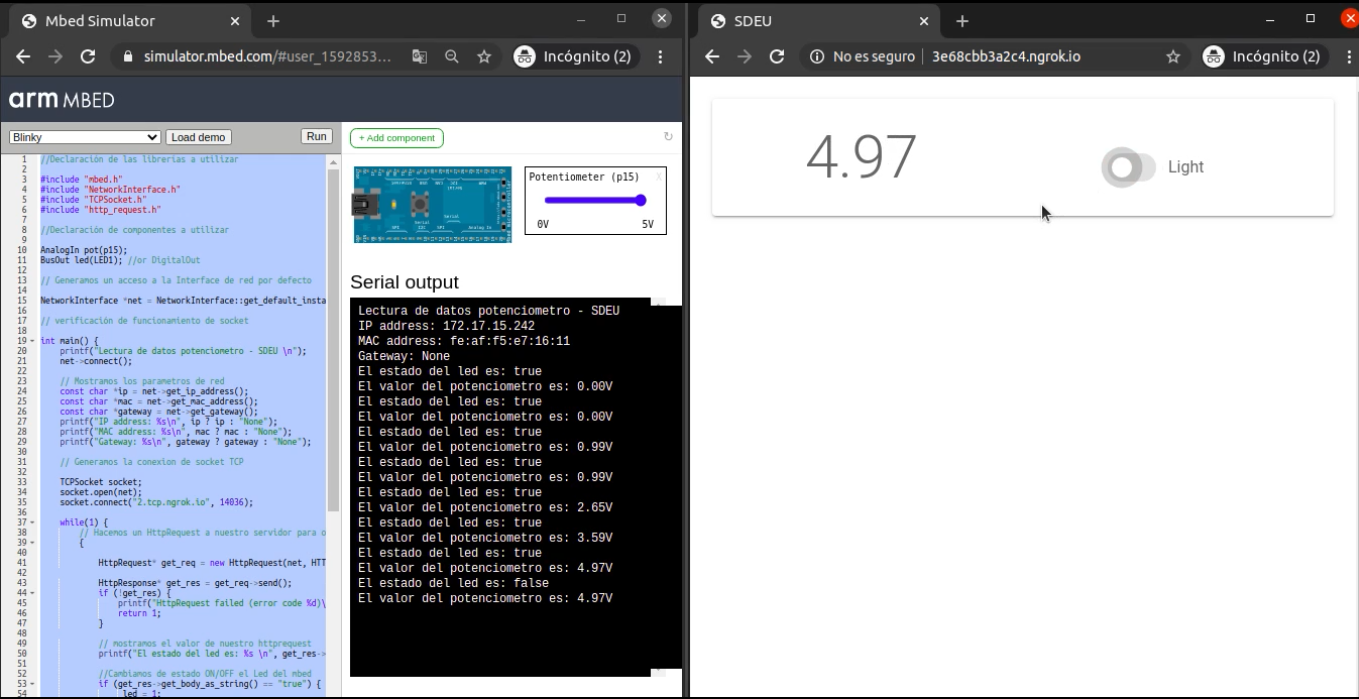 Mbed Simulator
SDEU
simulator.mbed.com/#user_1592853...
Incógnito (2)
No es seguro
3e68cbb3a2c4.ngrok.io
Incógnito (2)
arm MBED
Blinky
Load demo
Run
+ Add component
1 //Declaración de las librerias a utilizar
2
3 #include "mbed.h"
4 #include "NetworkInterface.h"
5 #include "TCPSocket.h"
6 #include "http_request.h"
7
8 //Declaración de componentes a utilizar
9
10 AnalogIn pot(p15);
11 BusOut led(LED1); //or DigitalOut
12
13 // Generamos un acceso a la Interface de red por defecto
14
15 NetworkInterface *net = NetworkInterface::get_default_insta
16
17 // verificación de funcionamiento de socket
18
19 int main() {
20 printf("Lectura de datos potenciometro - SDEU \n");
21 net->connect();
22
23 // Mostramos los parametros de red
24 const char *ip = net->get_ip_address();
25 const char *mac = net->get_mac_address();
26 const char *gateway = net->get_gateway();
27 printf("IP address: %s\n", ip ? ip : "None");
28 printf("MAC address: %s\n", mac ? mac : "None");
29 printf("Gateway: %s\n", gateway ? gateway : "None");
30
31 // Generamos la conexion de socket TCP
32
33 TCPSocket socket;
34 socket.open(net);
35 socket.connect("2.tcp.ngrok.io", 14036);
36
37 while(1) {
38 // Hacemos un HttpRequest a nuestro servidor para o
39 {
40
41 HttpRequest* get_req = new HttpRequest(net, HTT
42
43 HttpResponse* get_res = get_req->send();
44 if (!get_res) {
45 printf("HttpRequest failed (error code %d)\
46 return 1;
47 }
48
49 // mostramos el valor de nuestro httprequest
50 printf("El estado del led es: %s \n", get_res->
51
52 //Cambiamos de estado ON/OFF el Led del mbed
53 if (get_res->get_body_as_string() == "true") {
54 led = 1;
Potentiometer (p15) X
0V 5V
Serial output
Lectura de datos potenciometro - SDEU
IP address: 172.17.15.242
MAC address: fe:af:f5:e7:16:11
Gateway: None
El estado del led es: true
El valor del potenciometro es: 0.00V
El estado del led es: true
El valor del potenciometro es: 0.00V
El estado del led es: true
El valor del potenciometro es: 0.99V
El estado del led es: true
El valor del potenciometro es: 0.99V
El estado del led es: true
El valor del potenciometro es: 2.65V
El estado del led es: true
El valor del potenciometro es: 3.59V
El estado del led es: true
El valor del potenciometro es: 4.97V
El estado del led es: false
El valor del potenciometro es: 4.97V
4.97
Light